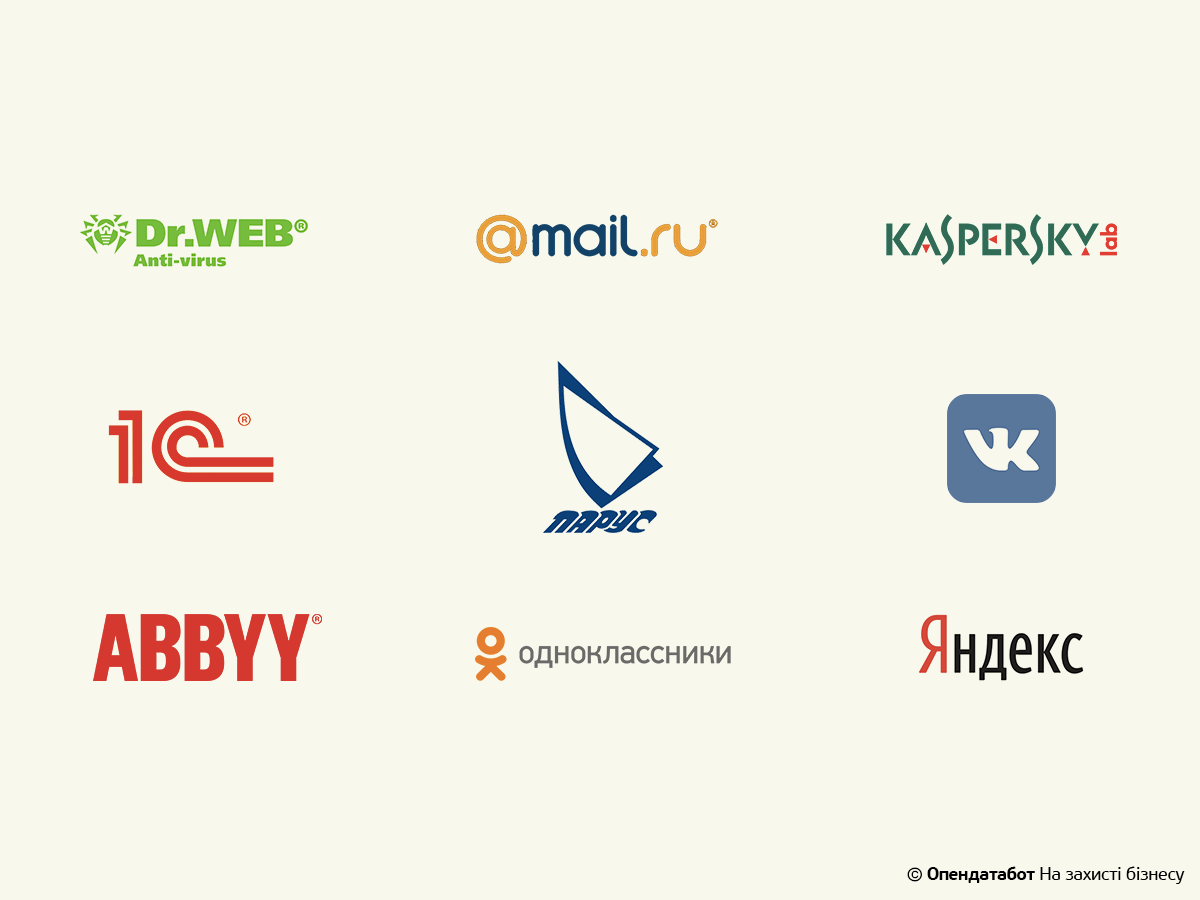 Dr.WEB®
Anti-virus
@mail.ru®
KASPERSKY lab
1C®
ПАРУС
VK
ABBYY®
одноклассники
Яндекс
© Опендатабот На захисті бізнесу